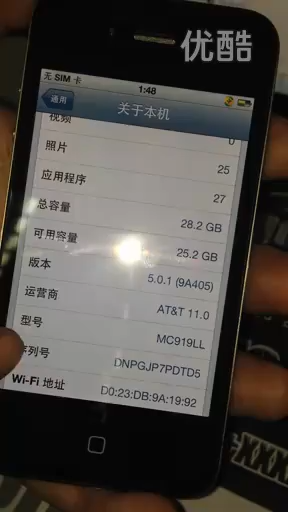 优酷
无 SIM 卡
1:48
通用
关于本机
视频 0
照片 25
应用程序 27
总容量 28.2 GB
可用容量 25.2 GB
版本 5.0.1 (9A405)
运营商 AT&T 11.0
型号 MC919LL
序列号 DNPGJP7PDTD5
Wi-Fi 地址 D0:23:DB:9A:19:92